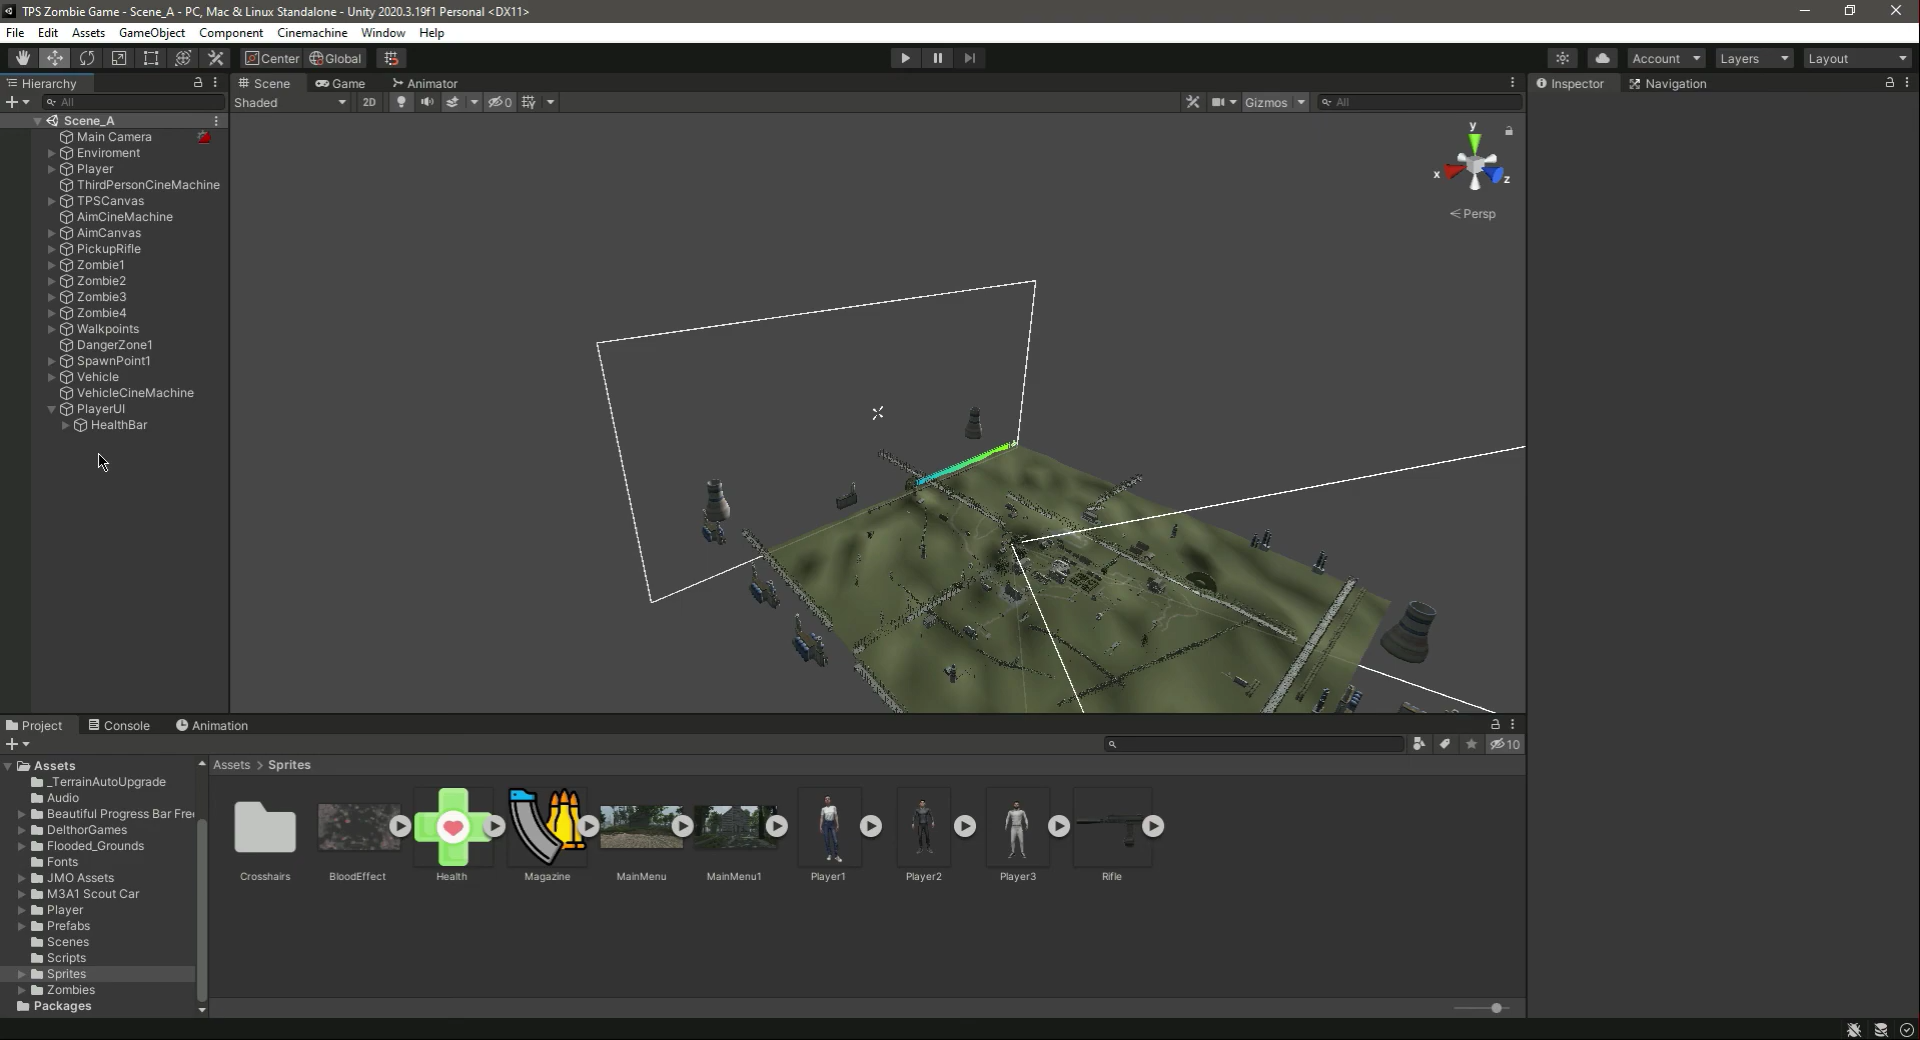 TPS Zombie Game - Scene_A - PC, Mac & Linux Standalone - Unity 2020.3.19f1 Personal <DX11>
File Edit Assets GameObject Component Cinemachine Window Help
Center Global Account Layers Layout
Hierarchy Scene Game Animator Inspector Navigation
All Shaded 2D 0 Gizmos All
Scene_A
Main Camera
Enviroment
Player
ThirdPersonCineMachine
TPSCanvas
AimCineMachine
AimCanvas
PickupRifle
Zombie1
Zombie2
Zombie3
Zombie4
Walkpoints
DangerZone1
SpawnPoint1
Vehicle
VehicleCineMachine
PlayerUI
HealthBar
y
x
z
Persp
Project Console Animation
10
Assets
_TerrainAutoUpgrade
Audio
Beautiful Progress Bar Free
DelthorGames
Flooded_Grounds
Fonts
JMO Assets
M3A1 Scout Car
Player
Prefabs
Scenes
Scripts
Sprites
Zombies
Packages
Assets > Sprites
Crosshairs BloodEffect Health Magazine MainMenu MainMenu1 Player1 Player2 Player3 Rifle